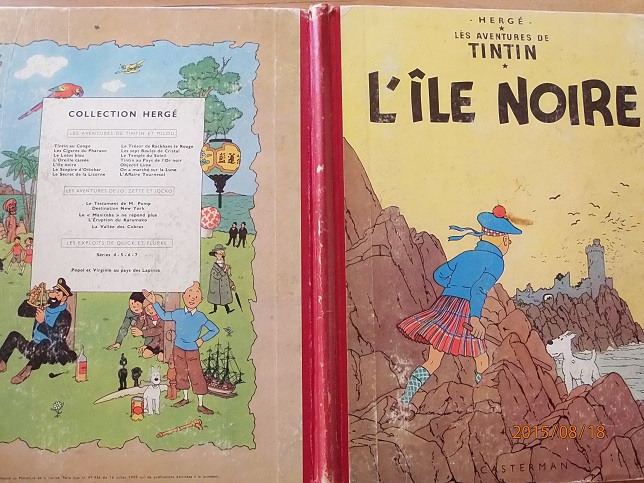 COLLECTION HERGÉ
LES AVENTURES DE TINTIN ET MILOU
Tintin au Congo
Les Cigares du Pharaon
Le Lotus bleu
L'Oreille cassée
L'Ile noire
Le Sceptre d'Ottokar
Le Secret de la Licorne
Le Trésor de Rackham le Rouge
Les sept Boules de Cristal
Le Temple du Soleil
Tintin au Pays de l'Or noir
Objectif Lune
On a marché sur la Lune
L'Affaire Tournesol
LES AVENTURES DE JO, ZETTE ET JOCKO
Le Testament de M. Pump
Destination New York
Le « Manitoba » ne répond plus
L'Éruption du Karamako
La Vallée des Cobras
LES EXPLOITS DE QUICK ET FLUPKE
Séries 4 - 5 - 6 - 7
Popol et Virginie au pays des Lapinos
- HERGÉ -
LES AVENTURES DE
TINTIN
L'ÎLE NOIRE
CASTERMAN
2015/08/18